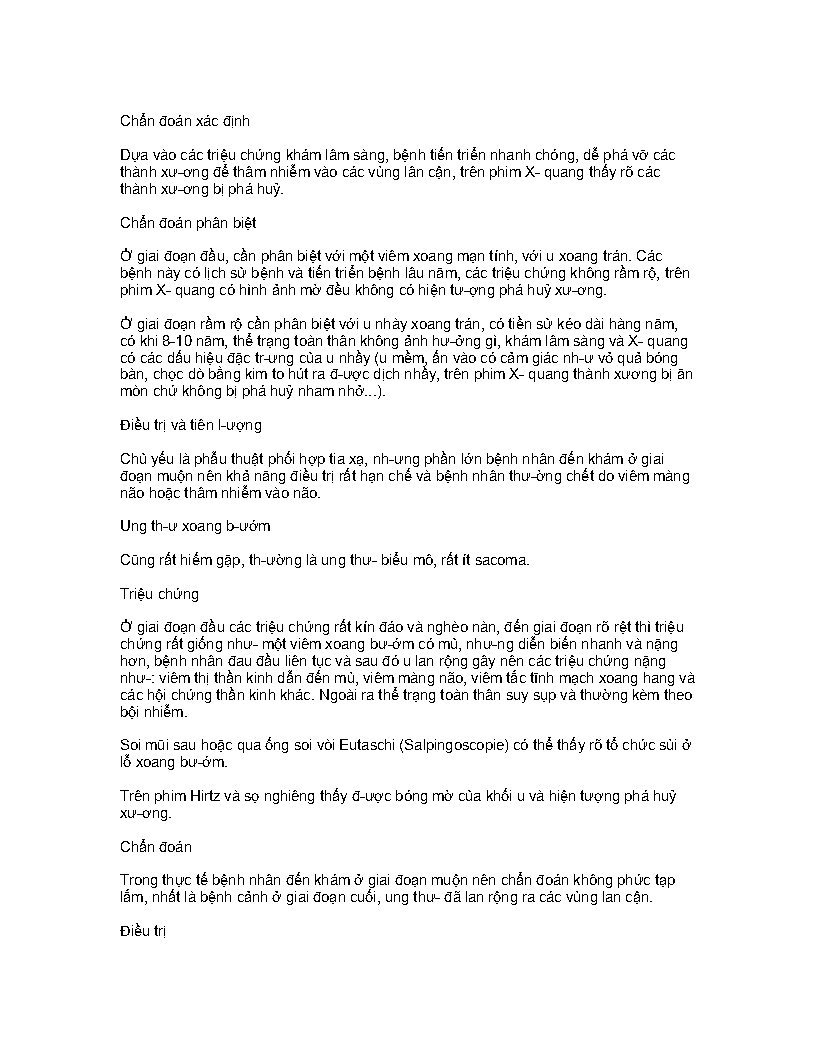 Chẩn đoán xác định
Dựa vào các triệu chứng khám lâm sàng, bệnh tiến triển nhanh chóng, dễ phá vỡ các
thành xư-ơng để thâm nhiễm vào các vùng lân cận, trên phim X- quang thấy rõ các
thành xư-ơng bị phá huỷ.
Chẩn đoán phân biệt
Ở giai đoạn đầu, cần phân biệt với một viêm xoang mạn tính, với u xoang trán. Các
bệnh này có lịch sử bệnh và tiến triển bệnh lâu năm, các triệu chứng không rầm rộ, trên
phim X- quang có hình ảnh mờ đều không có hiện tư-ợng phá huỷ xư-ơng.
Ở giai đoạn rầm rộ cần phân biệt với u nhày xoang trán, có tiền sử kéo dài hàng năm,
có khi 8-10 năm, thể trạng toàn thân không ảnh hư-ởng gì, khám lâm sàng và X- quang
có các dấu hiệu đặc tr-ưng của u nhầy (u mềm, ấn vào có cảm giác nh-ư vỏ quả bóng
bàn, chọc dò bằng kim to hút ra đ-ược dịch nhầy, trên phim X- quang thành xương bị ăn
mòn chứ không bị phá huỷ nham nhở...).
Điều trị và tiên l-ượng
Chủ yếu là phẫu thuật phối hợp tia xạ, nh-ưng phần lớn bệnh nhân đến khám ở giai
đoạn muộn nên khả năng điều trị rất hạn chế và bệnh nhân thư-ờng chết do viêm màng
não hoặc thâm nhiễm vào não.
Ung th-ư xoang b-ướm
Cũng rất hiếm gặp, th-ường là ung thư- biểu mô, rất ít sacoma.
Triệu chứng
Ở giai đoạn đầu các triệu chứng rất kín đáo và nghèo nàn, đến giai đoạn rõ rệt thì triệu
chứng rất giống như- một viêm xoang bư-ớm có mủ, như-ng diễn biến nhanh và nặng
hơn, bệnh nhân đau đầu liên tục và sau đó u lan rộng gây nên các triệu chứng nặng
như-: viêm thị thần kinh dẫn đến mù, viêm màng não, viêm tắc tĩnh mạch xoang hang và
các hội chứng thần kinh khác. Ngoài ra thể trạng toàn thân suy sụp và thường kèm theo
bội nhiễm.
Soi mũi sau hoặc qua ống soi vòi Eutaschi (Salpingoscopie) có thể thấy rõ tổ chức sùi ở
lỗ xoang bư-ớm.
Trên phim Hirtz và sọ nghiêng thấy đ-ược bóng mờ của khối u và hiện tượng phá huỷ
xư-ơng.
Chẩn đoán
Trong thực tế bệnh nhân đến khám ở giai đoạn muộn nên chẩn đoán không phức tạp
lắm, nhất là bệnh cảnh ở giai đoạn cuối, ung thư- đã lan rộng ra các vùng lan cận.
Điều trị